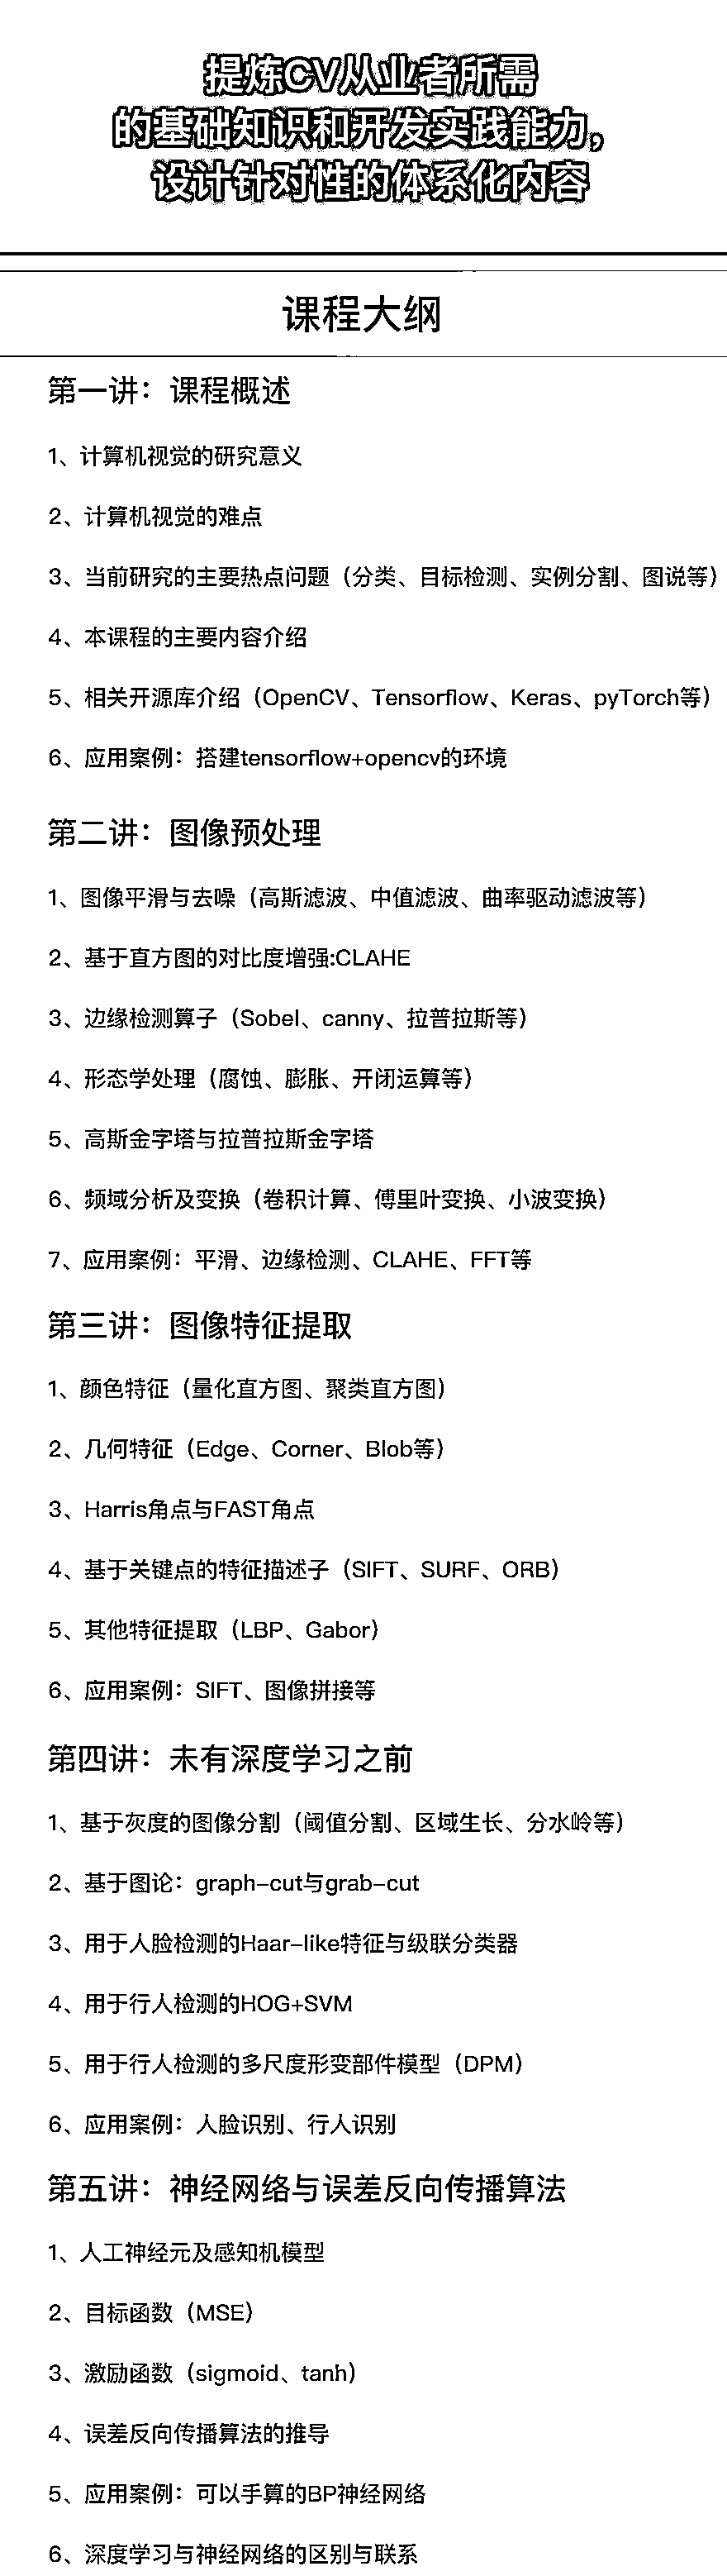 提炼CV从业者所需
的基础知识和开发实践能力，
设计针对性的体系化内容
课程大纲
第一讲：课程概述
1、计算机视觉的研究意义
2、计算机视觉的难点
3、当前研究的主要热点问题（分类、目标检测、实例分割、图说等）
4、本课程的主要内容介绍
5、相关开源库介绍（OpenCV、Tensorflow、Keras、pyTorch等）
6、应用案例：搭建tensorflow+opencv的环境
第二讲：图像预处理
1、图像平滑与去噪（高斯滤波、中值滤波、曲率驱动滤波等）
2、基于直方图的对比度增强:CLAHE
3、边缘检测算子（Sobel、canny、拉普拉斯等）
4、形态学处理（腐蚀、膨胀、开闭运算等）
5、高斯金字塔与拉普拉斯金字塔
6、频域分析及变换（卷积计算、傅里叶变换、小波变换）
7、应用案例：平滑、边缘检测、CLAHE、FFT等
第三讲：图像特征提取
1、颜色特征（量化直方图、聚类直方图）
2、几何特征（Edge、Corner、Blob等）
3、Harris角点与FAST角点
4、基于关键点的特征描述子（SIFT、SURF、ORB）
5、其他特征提取（LBP、Gabor）
6、应用案例：SIFT、图像拼接等
第四讲：未有深度学习之前
1、基于灰度的图像分割（阈值分割、区域生长、分水岭等）
2、基于图论：graph-cut与grab-cut
3、用于人脸检测的Haar-like特征与级联分类器
4、用于行人检测的HOG+SVM
5、用于行人检测的多尺度形变部件模型（DPM）
6、应用案例：人脸识别、行人识别
第五讲：神经网络与误差反向传播算法
1、人工神经元及感知机模型
2、目标函数（MSE）
3、激励函数（sigmoid、tanh）
4、误差反向传播算法的推导
5、应用案例：可以手算的BP神经网络
6、深度学习与神经网络的区别与联系